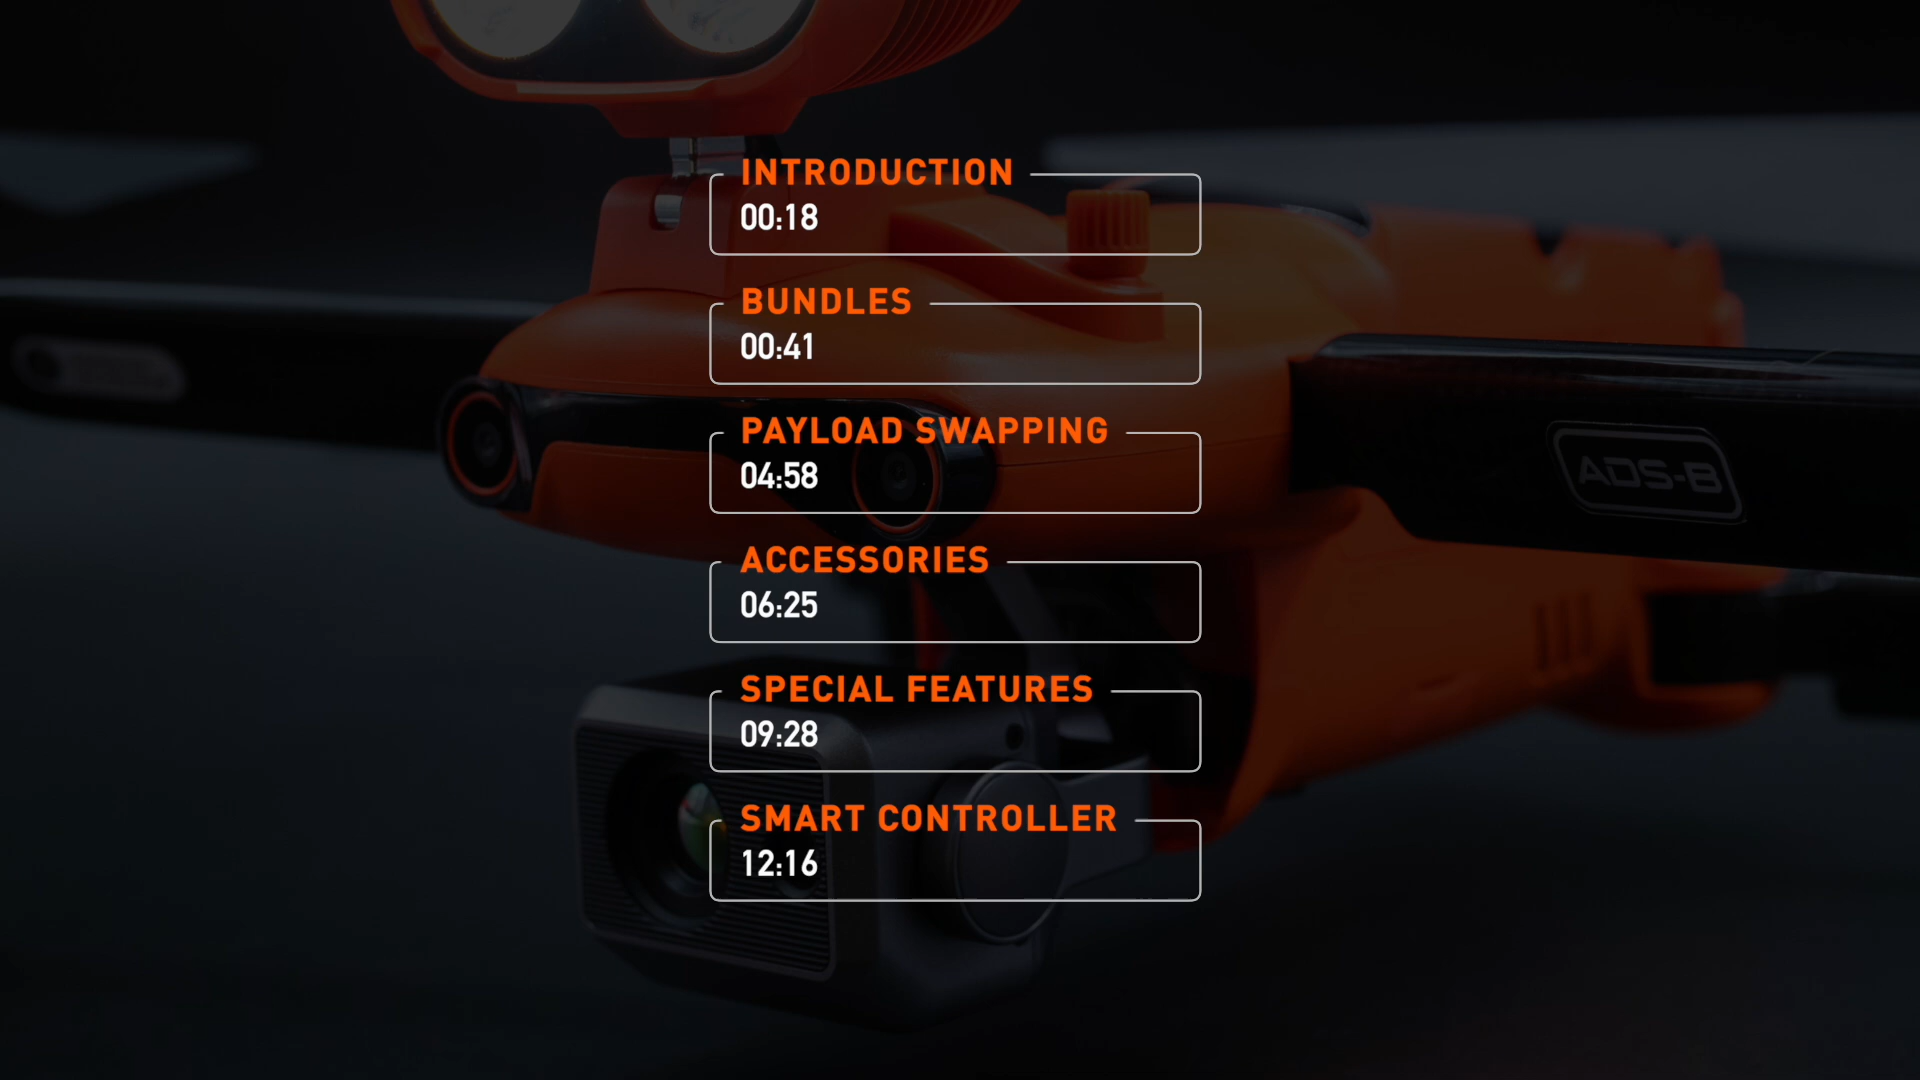 INTRODUCTION
00:18
BUNDLES
00:41
PAYLOAD SWAPPING
04:58
ACCESSORIES
06:25
SPECIAL FEATURES
09:28
SMART CONTROLLER
12:16
ADS-B